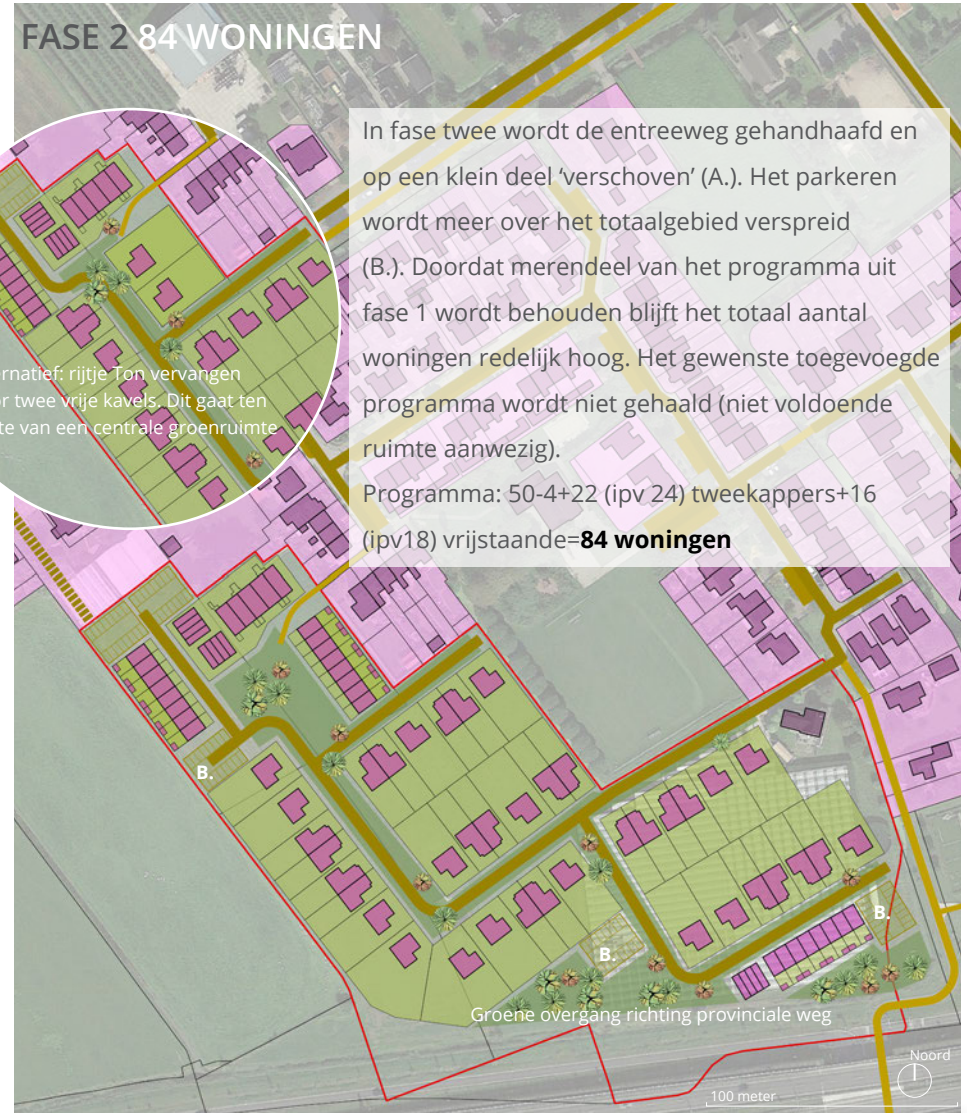 FASE 2 84 WONINGEN
In fase twee wordt de entreeweg gehandhaafd en
op een klein deel ‘verschoven’ (A.). Het parkeren
wordt meer over het totaalgebied verspreid
(B.). Doordat merendeel van het programma uit
fase 1 wordt behouden blijft het totaal aantal
woningen redelijk hoog. Het gewenste toegevoegde
programma wordt niet gehaald (niet voldoende
ruimte aanwezig).
Programma: 50-4+22 (ipv 24) tweekappers+16
(ipv18) vrijstaande=84 woningen
rnatief: rijtje Ton vervangen
r twee vrije kavels. Dit gaat ten
te van een centrale groenruimte
B.
B.
B.
Groene overgang richting provinciale weg
Noord
100 meter